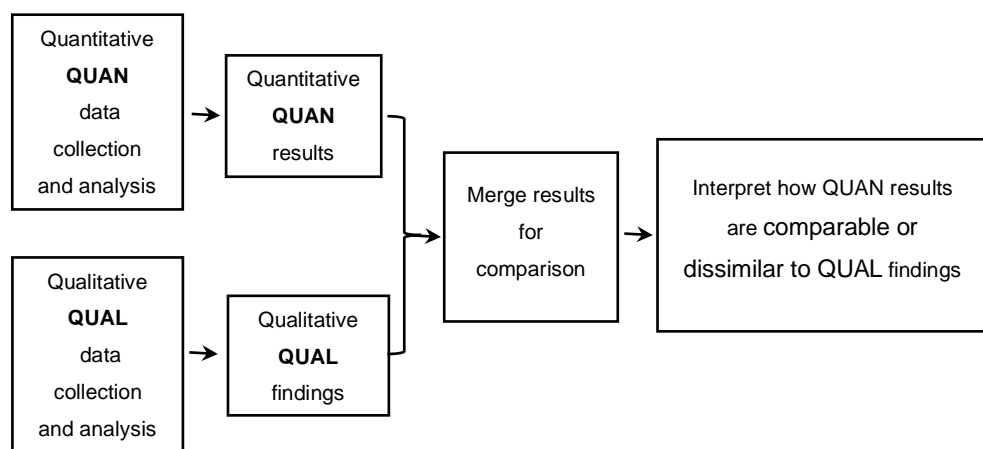 Quantitative
QUAN
data
collection
and analysis
Quantitative
QUAN
results
Qualitative
QUAL
data
collection
and analysis
Qualitative
QUAL
findings
Merge results
for
comparison
Interpret how QUAN results
are comparable or
dissimilar to QUAL findings